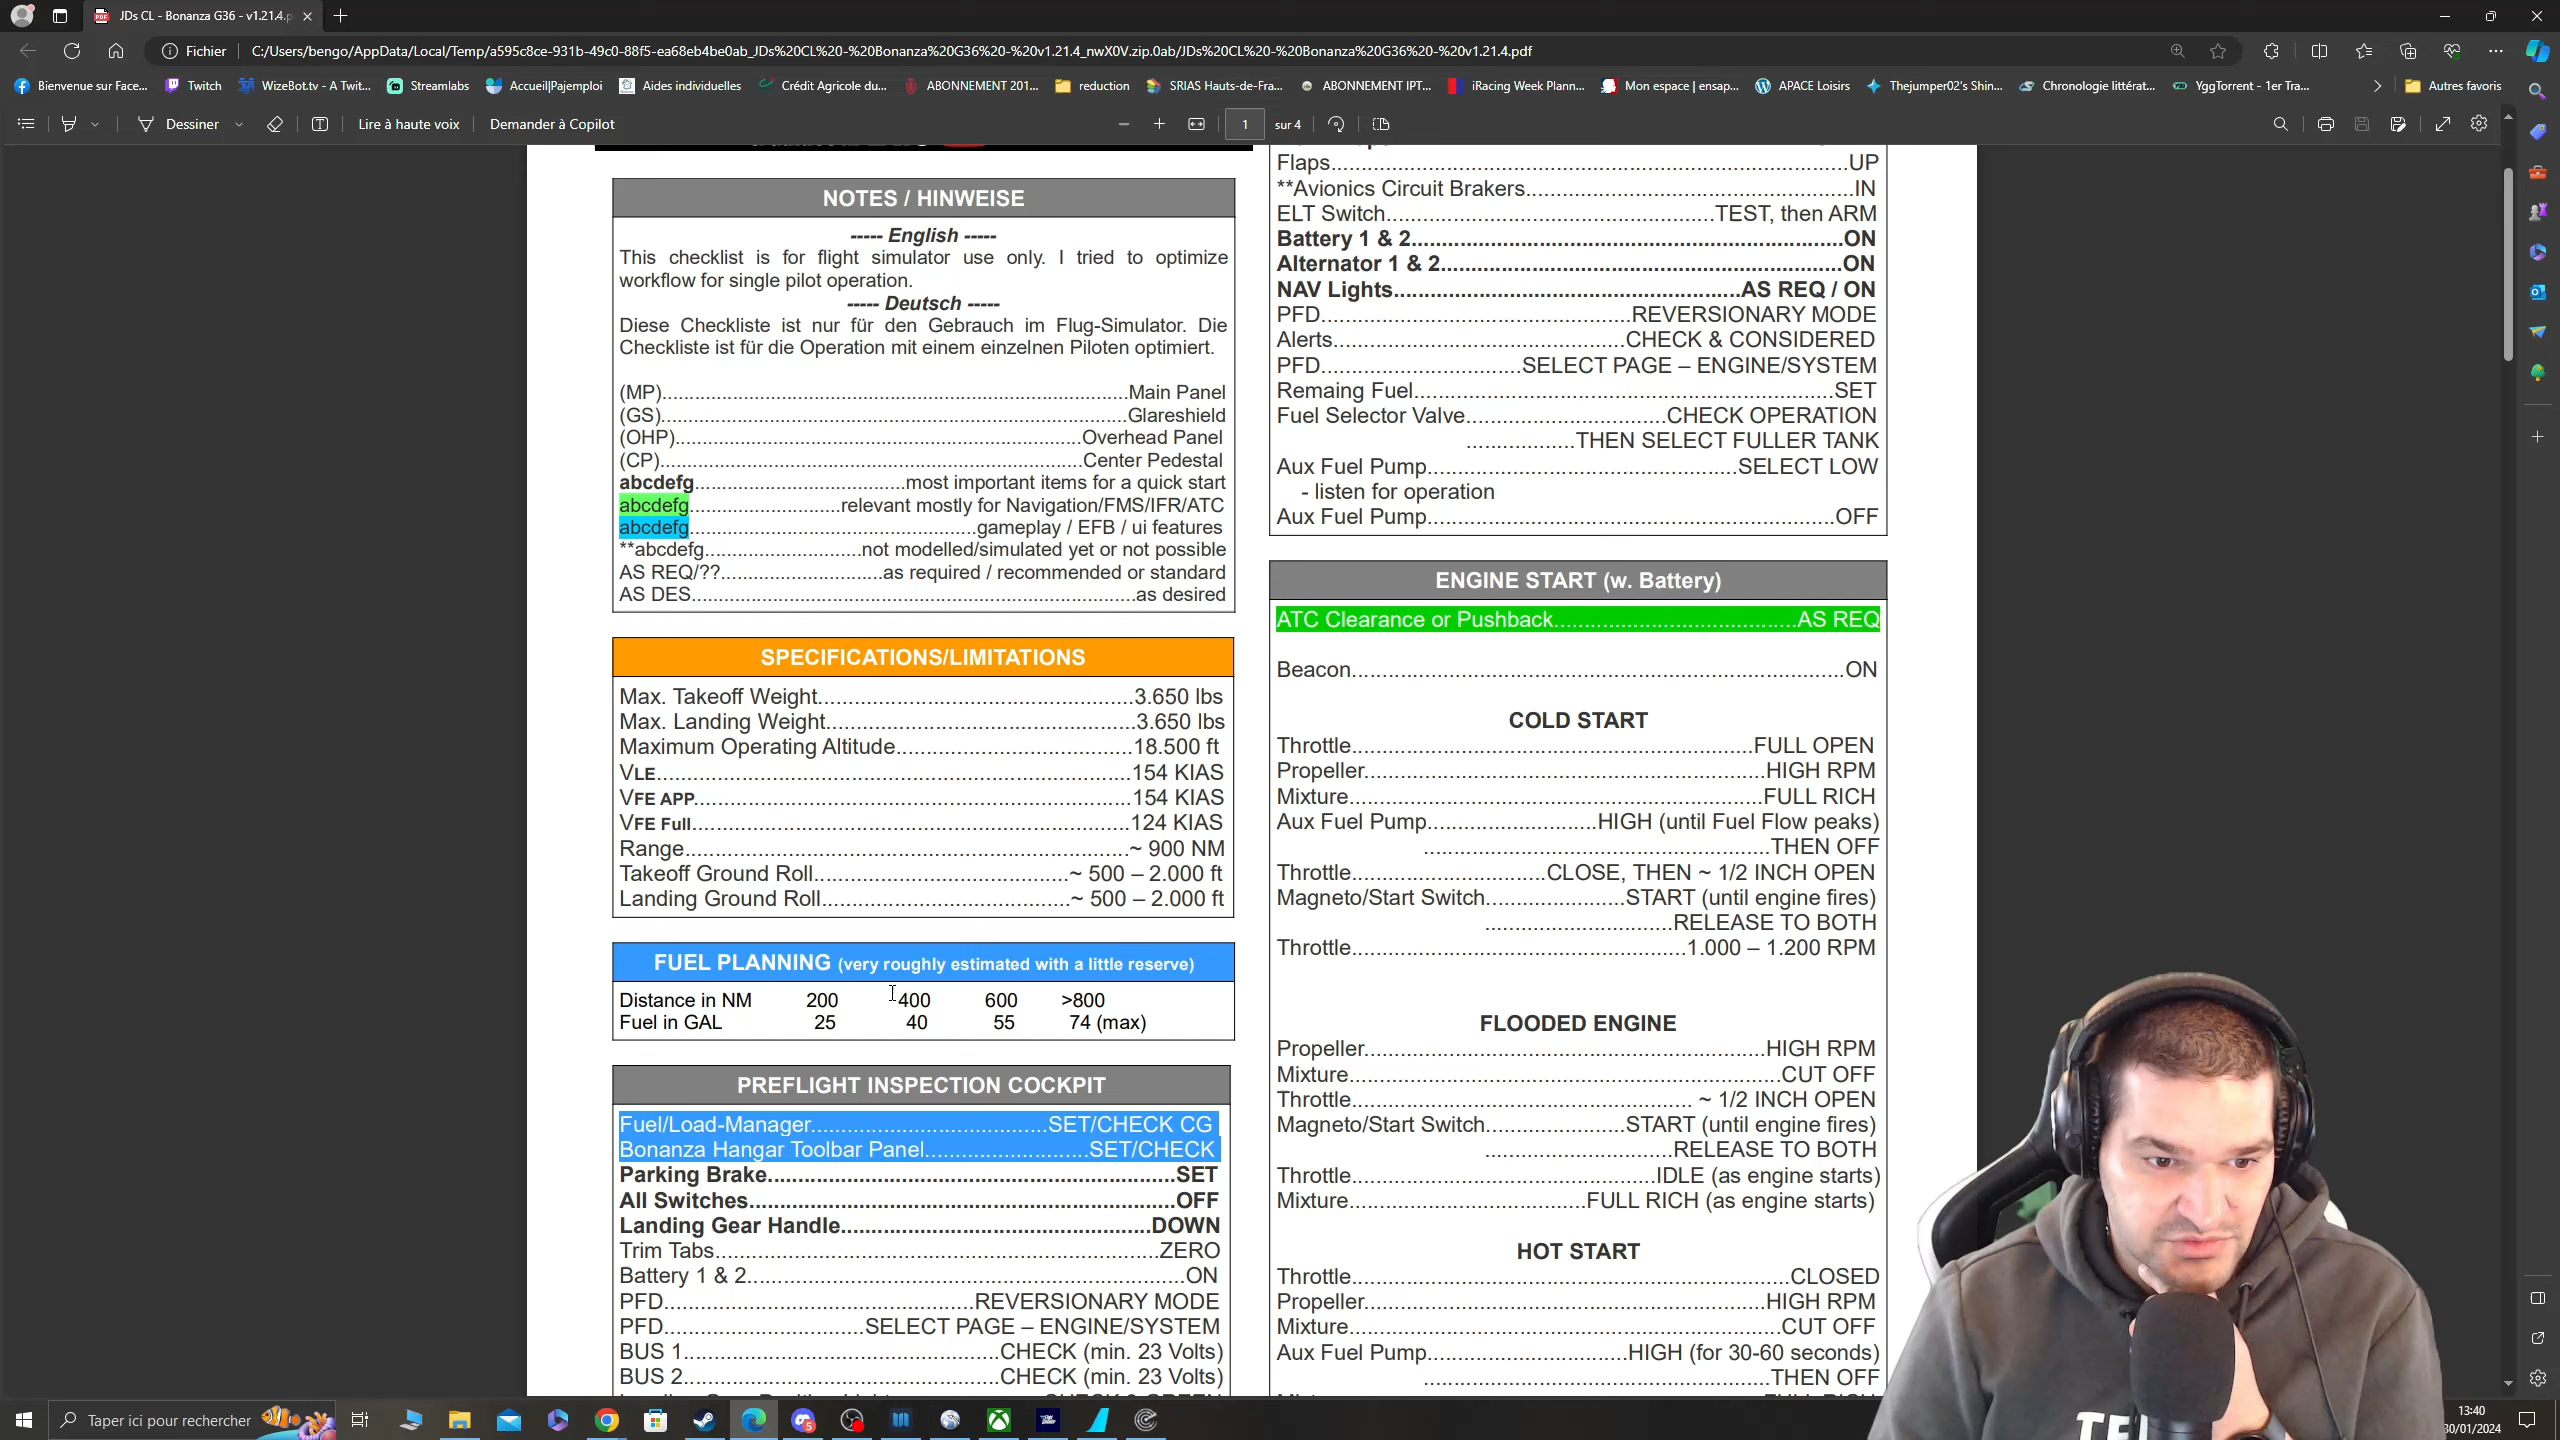 JDs CL - Bonanza G36 - v1.21.4.p
Fichier
C:/Users/bengo/AppData/Local/Temp/a595c8ce-931b-49c0-88f5-ea68eb4be0ab_JDs%20CL%20-%20Bonanza%20G36%20-%20v1.21.4_nwX0V.zip.0ab/JDs%20CL%20-%20Bonanza%20G36%20-%20v1.21.4.pdf
Bienvenue sur Face... Twitch WizeBot.tv - A Twit... Streamlabs Accueil|Pajemploi Aides individuelles Crédit Agricole du... ABONNEMENT 201... reduction SRIAS Hauts-de-Fra... ABONNEMENT IPT... iRacing Week Plann... Mon espace | ensap... APACE Loisirs Thejumper02's Shin... Chronologie littérat... YggTorrent - 1er Tra... Autres favoris
Dessiner Lire à haute voix Demander à Copilot 1 sur 4
NOTES / HINWEISE
----- English -----
This checklist is for flight simulator use only. I tried to optimize
workflow for single pilot operation.
----- Deutsch -----
Diese Checkliste ist nur für den Gebrauch im Flug-Simulator. Die
Checkliste ist für die Operation mit einem einzelnen Piloten optimiert.
(MP)....Main Panel
(GS)....Glareshield
(OHP)....Overhead Panel
(CP)....Center Pedestal
abcdefg....most important items for a quick start
abcdefg....relevant mostly for Navigation/FMS/IFR/ATC
abcdefg....gameplay / EFB / ui features
**abcdefg....not modelled/simulated yet or not possible
AS REQ/??....as required / recommended or standard
AS DES....as desired
SPECIFICATIONS/LIMITATIONS
Max. Takeoff Weight....3.650 lbs
Max. Landing Weight....3.650 lbs
Maximum Operating Altitude....18.500 ft
VLE....154 KIAS
VFE APP....154 KIAS
VFE Full....124 KIAS
Range....~ 900 NM
Takeoff Ground Roll....~ 500 – 2.000 ft
Landing Ground Roll....~ 500 – 2.000 ft
FUEL PLANNING (very roughly estimated with a little reserve)
Distance in NM 200 400 600 >800
Fuel in GAL 25 40 55 74 (max)
PREFLIGHT INSPECTION COCKPIT
Fuel/Load-Manager....SET/CHECK CG
Bonanza Hangar Toolbar Panel....SET/CHECK
Parking Brake....SET
All Switches....OFF
Landing Gear Handle....DOWN
Trim Tabs....ZERO
Battery 1 & 2....ON
PFD....REVERSIONARY MODE
PFD....SELECT PAGE – ENGINE/SYSTEM
BUS 1....CHECK (min. 23 Volts)
BUS 2....CHECK (min. 23 Volts)
Flaps....UP
**Avionics Circuit Brakers....IN
ELT Switch....TEST, then ARM
Battery 1 & 2....ON
Alternator 1 & 2....ON
NAV Lights....AS REQ / ON
PFD....REVERSIONARY MODE
Alerts....CHECK & CONSIDERED
PFD....SELECT PAGE – ENGINE/SYSTEM
Remaing Fuel....SET
Fuel Selector Valve....CHECK OPERATION
....THEN SELECT FULLER TANK
Aux Fuel Pump....SELECT LOW
- listen for operation
Aux Fuel Pump....OFF
ENGINE START (w. Battery)
ATC Clearance or Pushback....AS REQ
Beacon....ON
COLD START
Throttle....FULL OPEN
Propeller....HIGH RPM
Mixture....FULL RICH
Aux Fuel Pump....HIGH (until Fuel Flow peaks)
....THEN OFF
Throttle....CLOSE, THEN ~ 1/2 INCH OPEN
Magneto/Start Switch....START (until engine fires)
....RELEASE TO BOTH
Throttle....1.000 – 1.200 RPM
FLOODED ENGINE
Propeller....HIGH RPM
Mixture....CUT OFF
Throttle.... ~ 1/2 INCH OPEN
Magneto/Start Switch....START (until engine fires)
....RELEASE TO BOTH
Throttle....IDLE (as engine starts)
Mixture....FULL RICH (as engine starts)
HOT START
Throttle....CLOSED
Propeller....HIGH RPM
Mixture....CUT OFF
Aux Fuel Pump....HIGH (for 30-60 seconds)
....THEN OFF
Taper ici pour rechercher
13:40
30/01/2024